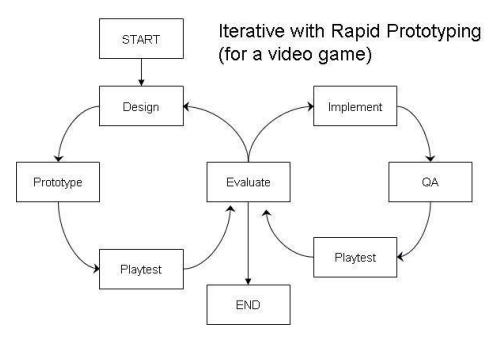 START
Iterative with Rapid Prototyping
(for a video game)
Design
Implement
Prototype
Evaluate
QA
Playtest
Playtest
END